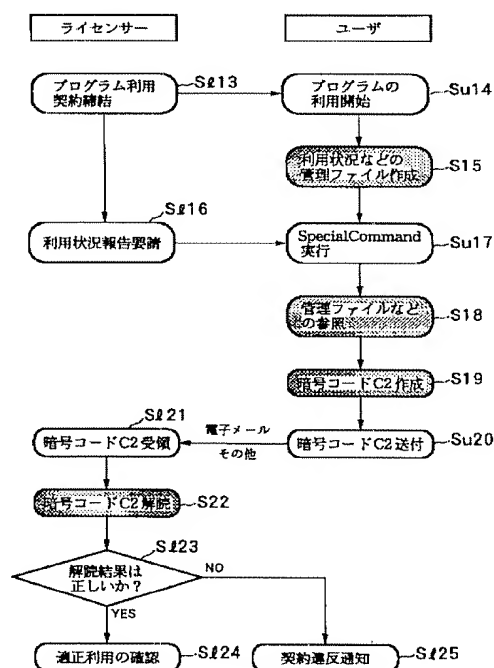 ライセンサー
ユーザ
プログラム利用
契約締結
Sℓ13
プログラムの
利用開始
Su14
利用状況などの
管理ファイル作成
S15
Sℓ16
利用状況報告要請
SpecialCommand
実行
Su17
管理ファイルなど
の参照
S18
暗号コードC2作成
S19
Sℓ21
暗号コードC2受領
電子メール
その他
暗号コードC2送付
Su20
暗号コードC2解読
S22
Sℓ23
解読結果は
正しいか?
NO
YES
適正利用の確認
Sℓ24
契約違反通知
Sℓ25